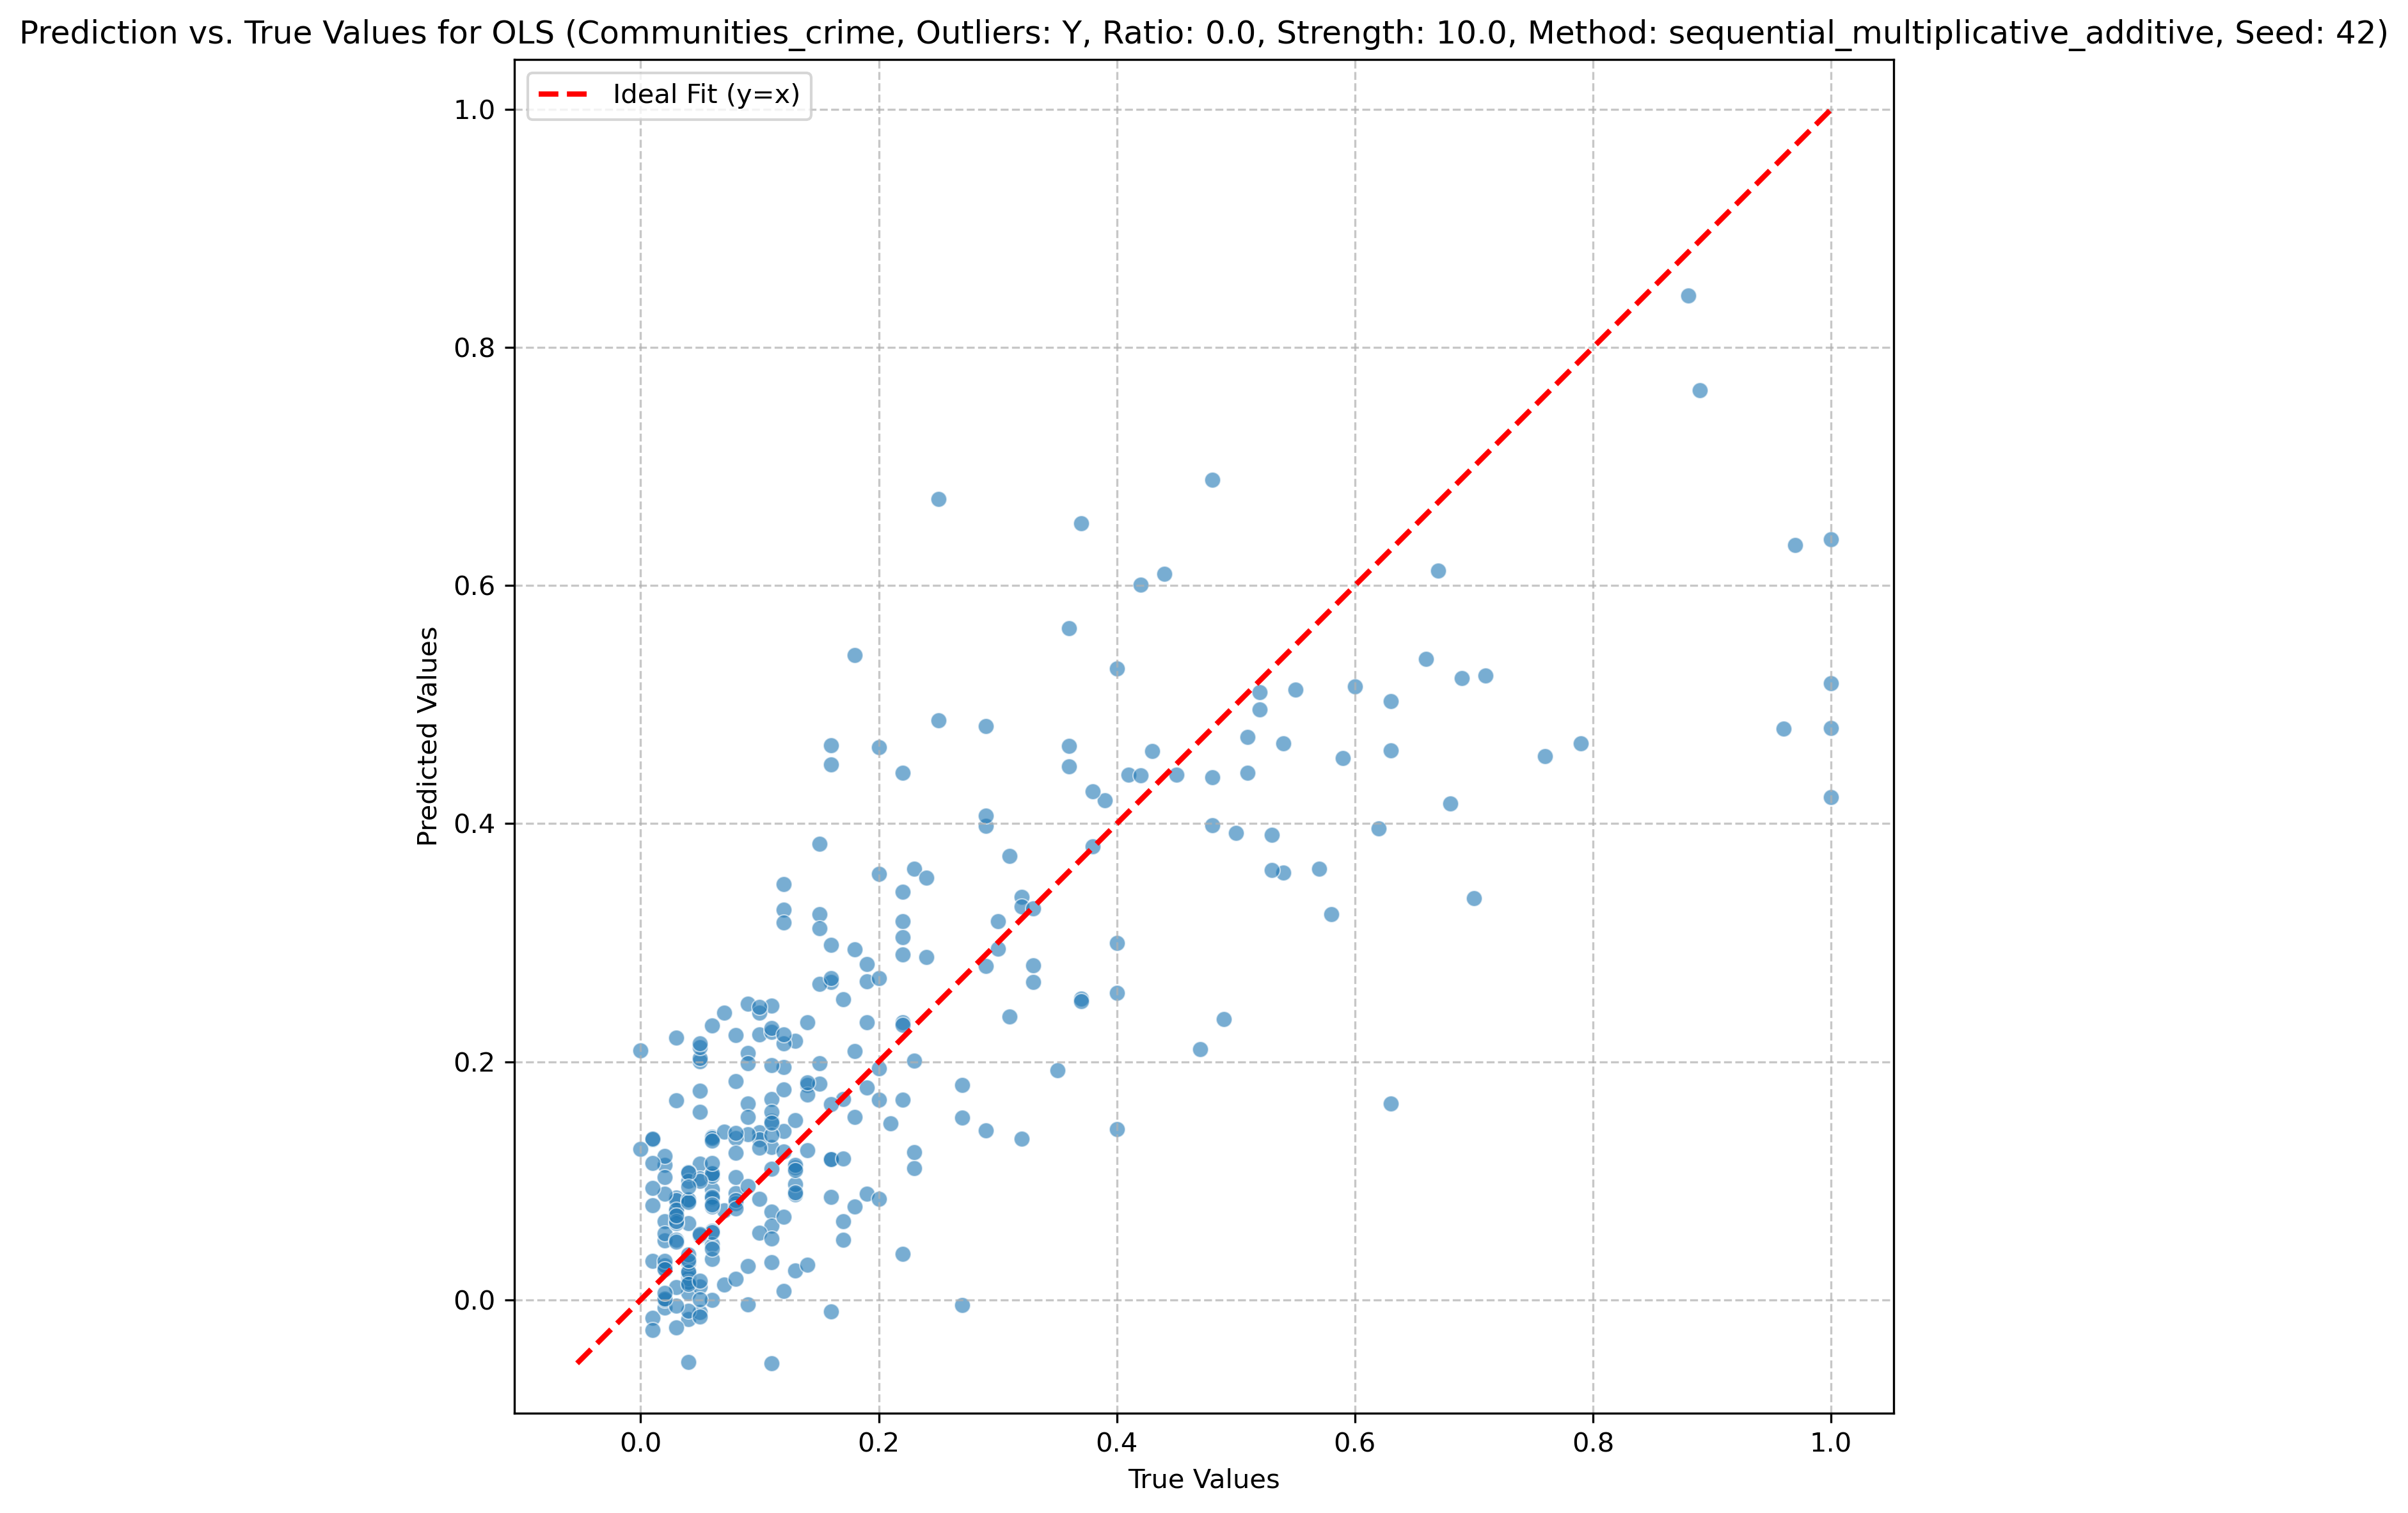 Prediction vs. True Values for OLS (Communities_crime, Outliers: Y, Ratio: 0.0, Strength: 10.0, Method: sequential_multiplicative_additive, Seed: 42)
Ideal Fit (y=x)
1.0
0.8
0.6
0.4
0.2
0.0
Predicted Values
0.0 0.2 0.4 0.6 0.8 1.0
True Values